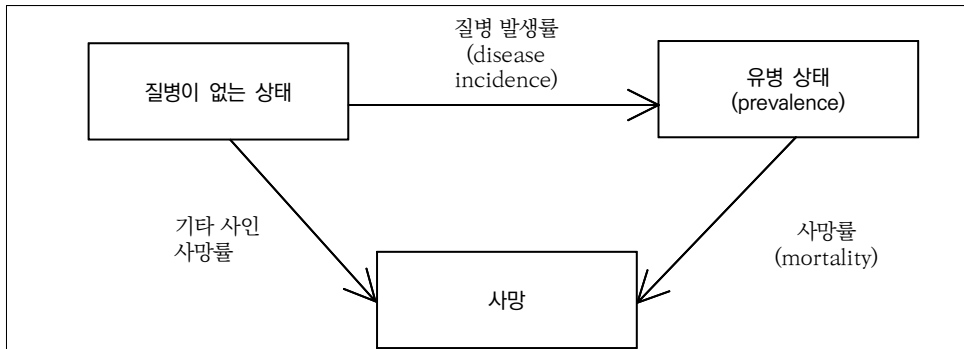 질병 발생률
(disease
incidence)
질병이 없는 상태
유병 상태
(prevalence)
기타 사인
사망률
사망률
(mortality)
사망